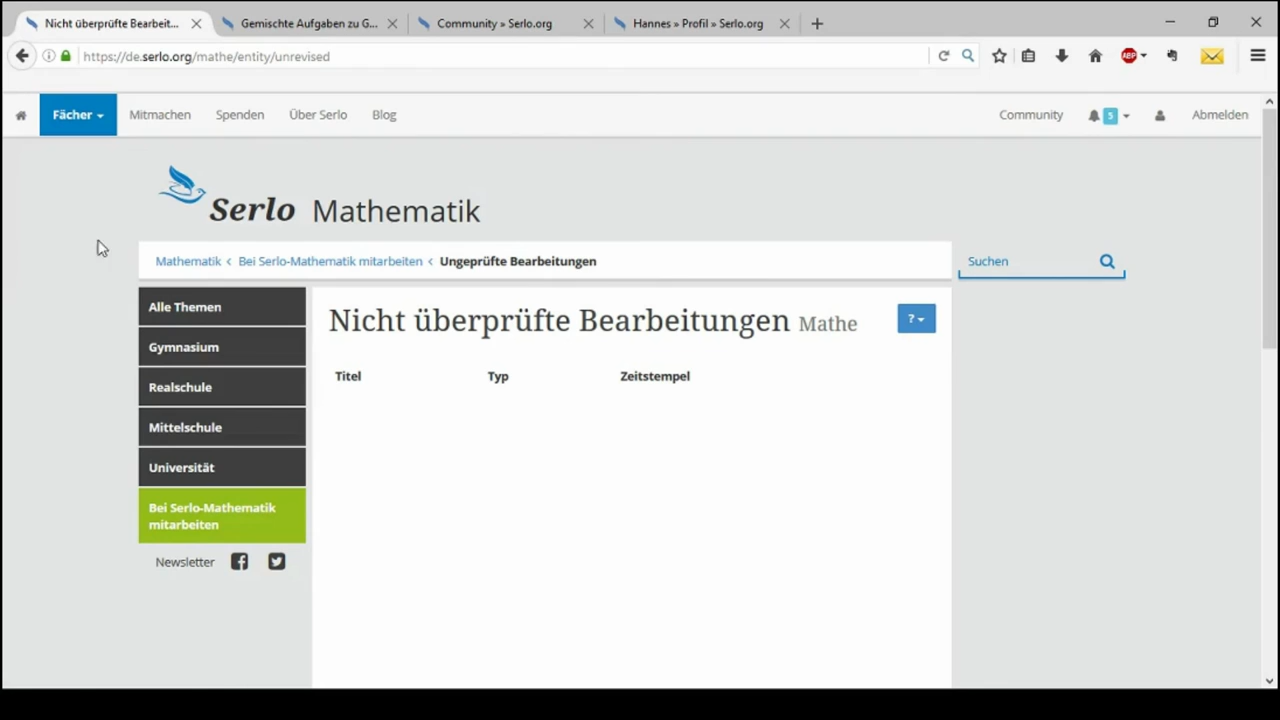 Nicht überprüfte Bearbeit...
Gemischte Aufgaben zu G...
Community » Serlo.org
Hannes » Profil » Serlo.org
https://de.serlo.org/mathe/entity/unrevised
ABP
Fächer
Mitmachen
Spenden
Über Serlo
Blog
Community
5
Abmelden
Serlo Mathematik
Mathematik < Bei Serlo-Mathematik mitarbeiten < Ungeprüfte Bearbeitungen
Suchen
Alle Themen
Gymnasium
Realschule
Mittelschule
Universität
Bei Serlo-Mathematik
mitarbeiten
Newsletter
Nicht überprüfte Bearbeitungen Mathe
?
Titel
Typ
Zeitstempel